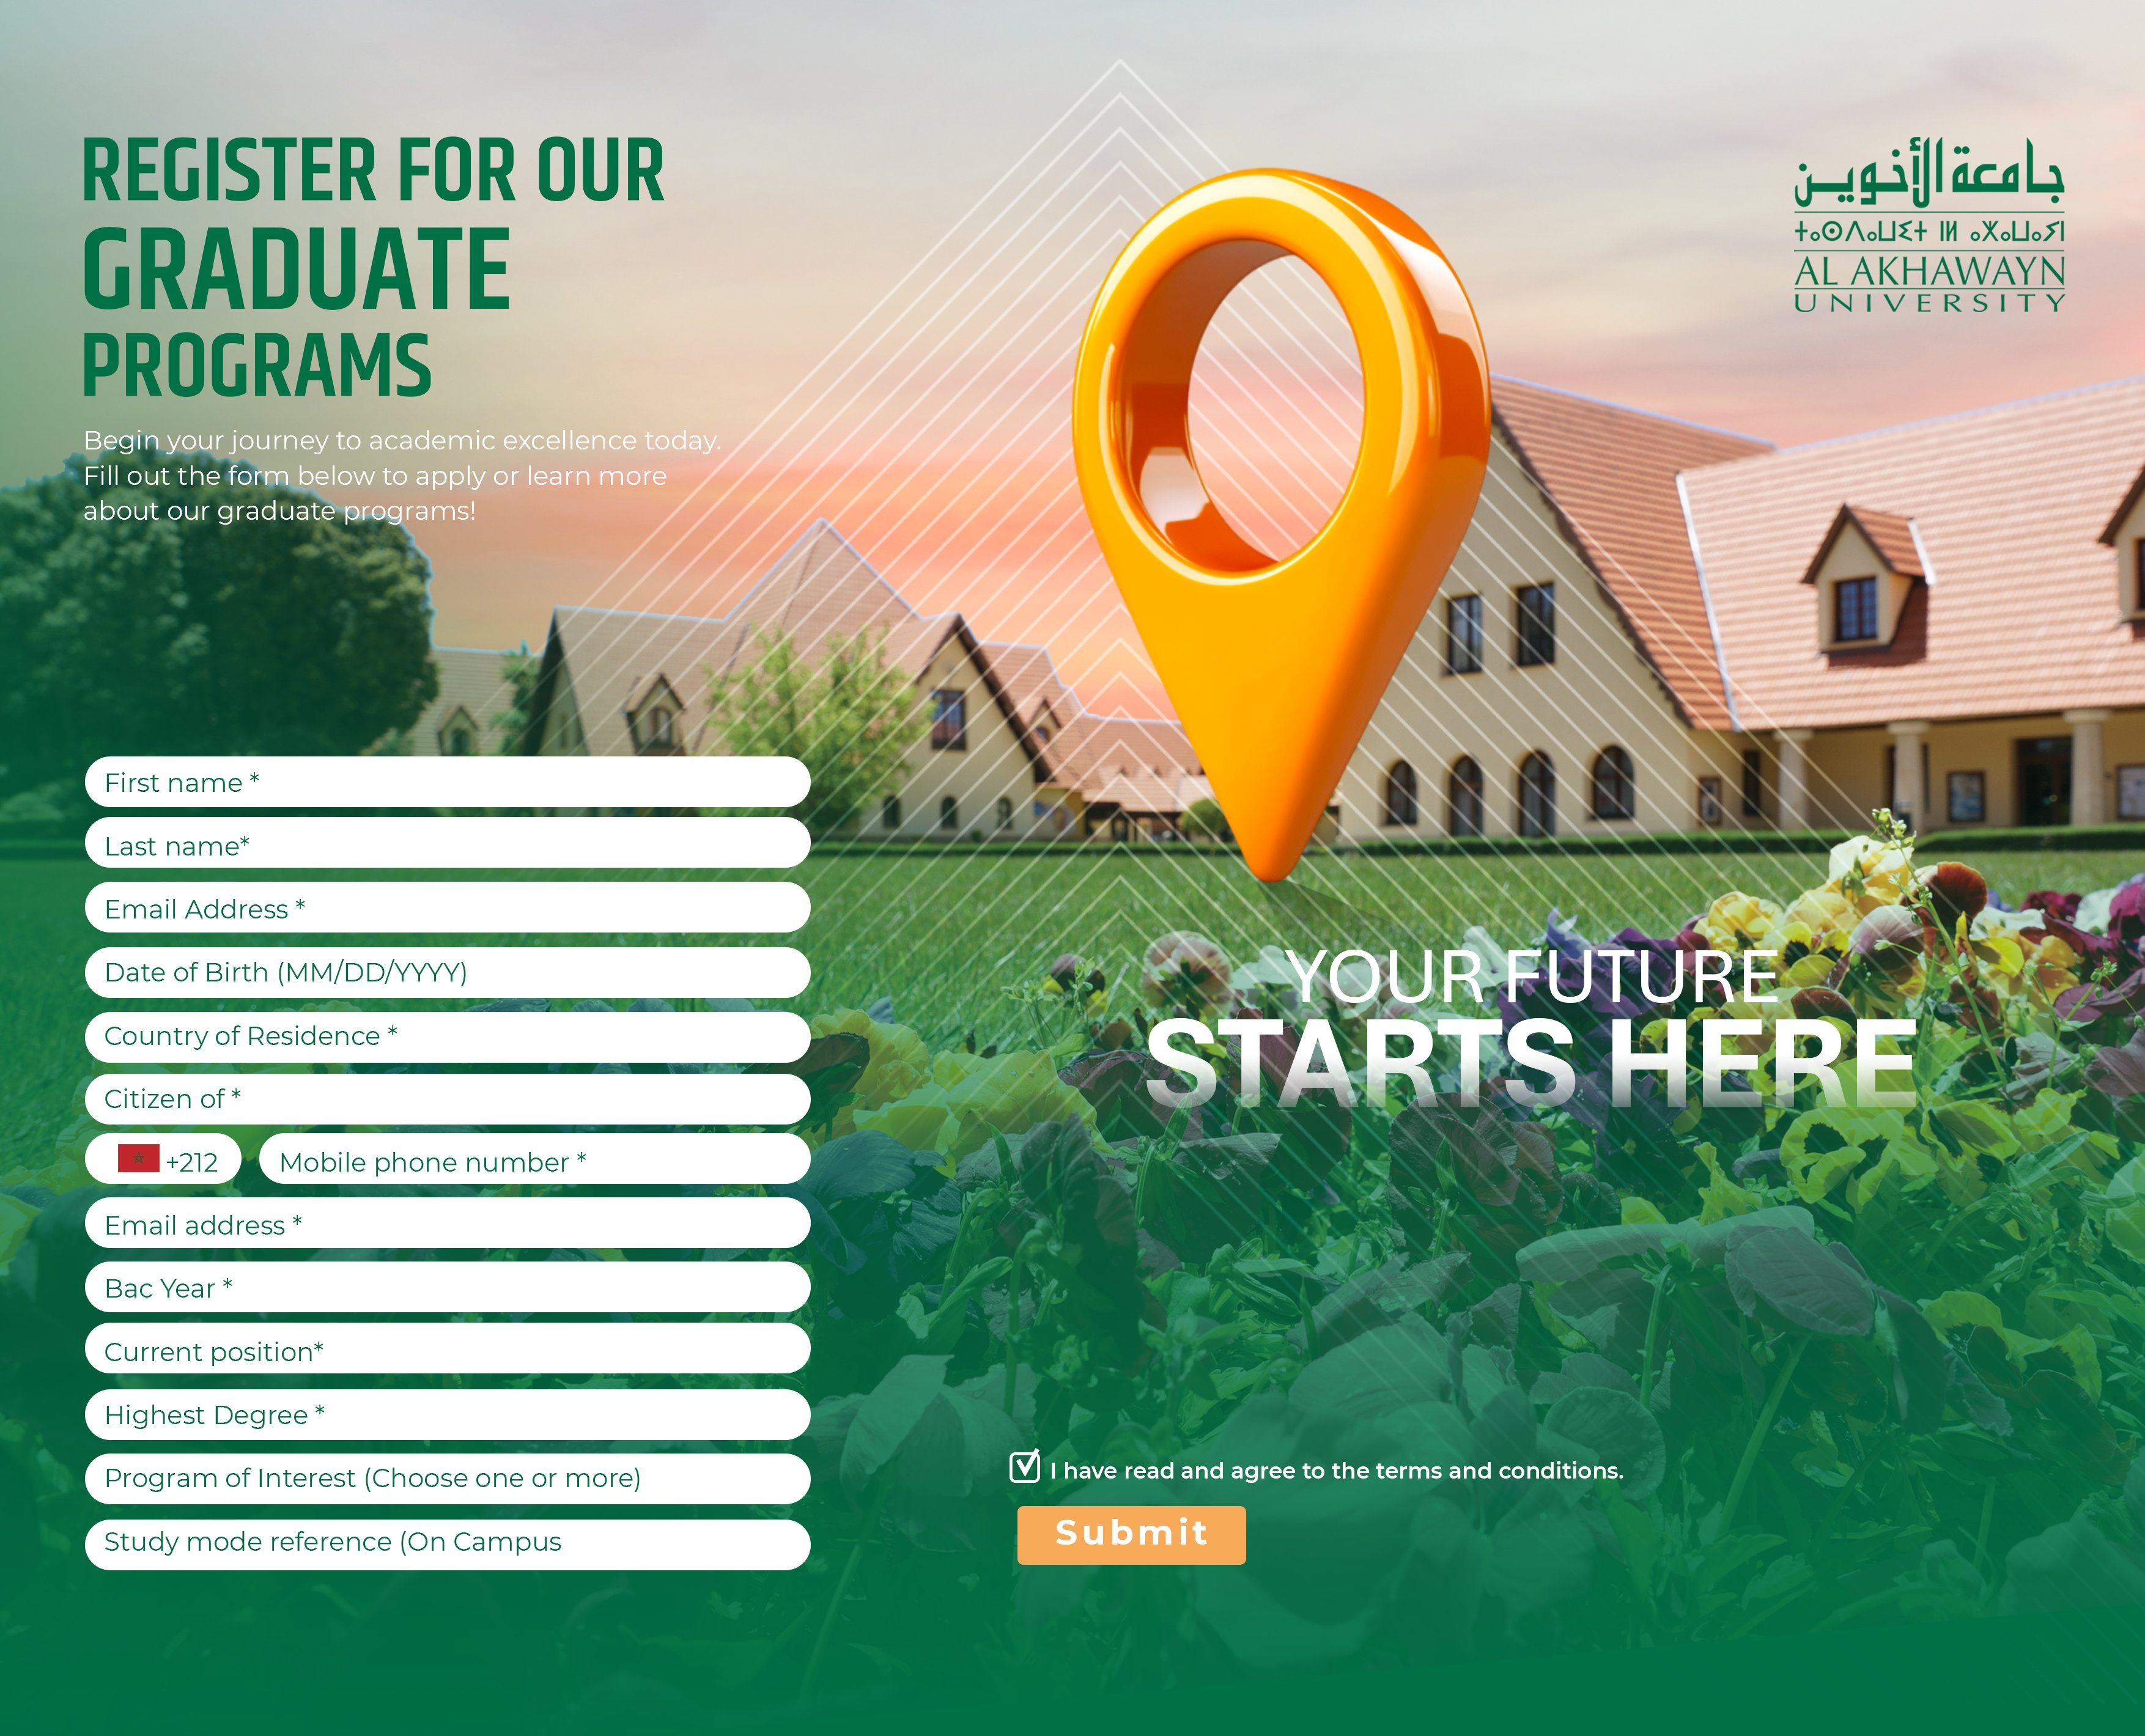 REGISTER FOR OUR
GRADUATE
PROGRAMS
Begin your journey to academic excellence today.
Fill out the form below to apply or learn more
about our graduate programs!
جامعة الأخوين
ⵜⴰⵙⴷⴰⵡⵉⵜ ⵏⵍ ⴰⵅⴰⵡⴰⵢⵏ
AL AKHAWAYN
UNIVERSITY
First name *
Last name*
Email Address *
Date of Birth (MM/DD/YYYY)
Country of Residence *
Citizen of *
+212 Mobile phone number *
Email address *
Bac Year *
Current position*
Highest Degree *
Program of Interest (Choose one or more)
Study mode reference (On Campus
YOUR FUTURE
STARTS HERE
I have read and agree to the terms and conditions.
Submit